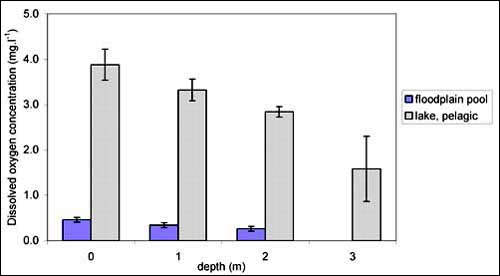 Dissolved oxygen concentration (mg.l-1)
5.0
4.0
3.0
2.0
1.0
0.0
0
1
2
3
depth (m)
floodplain pool
lake, pelagic